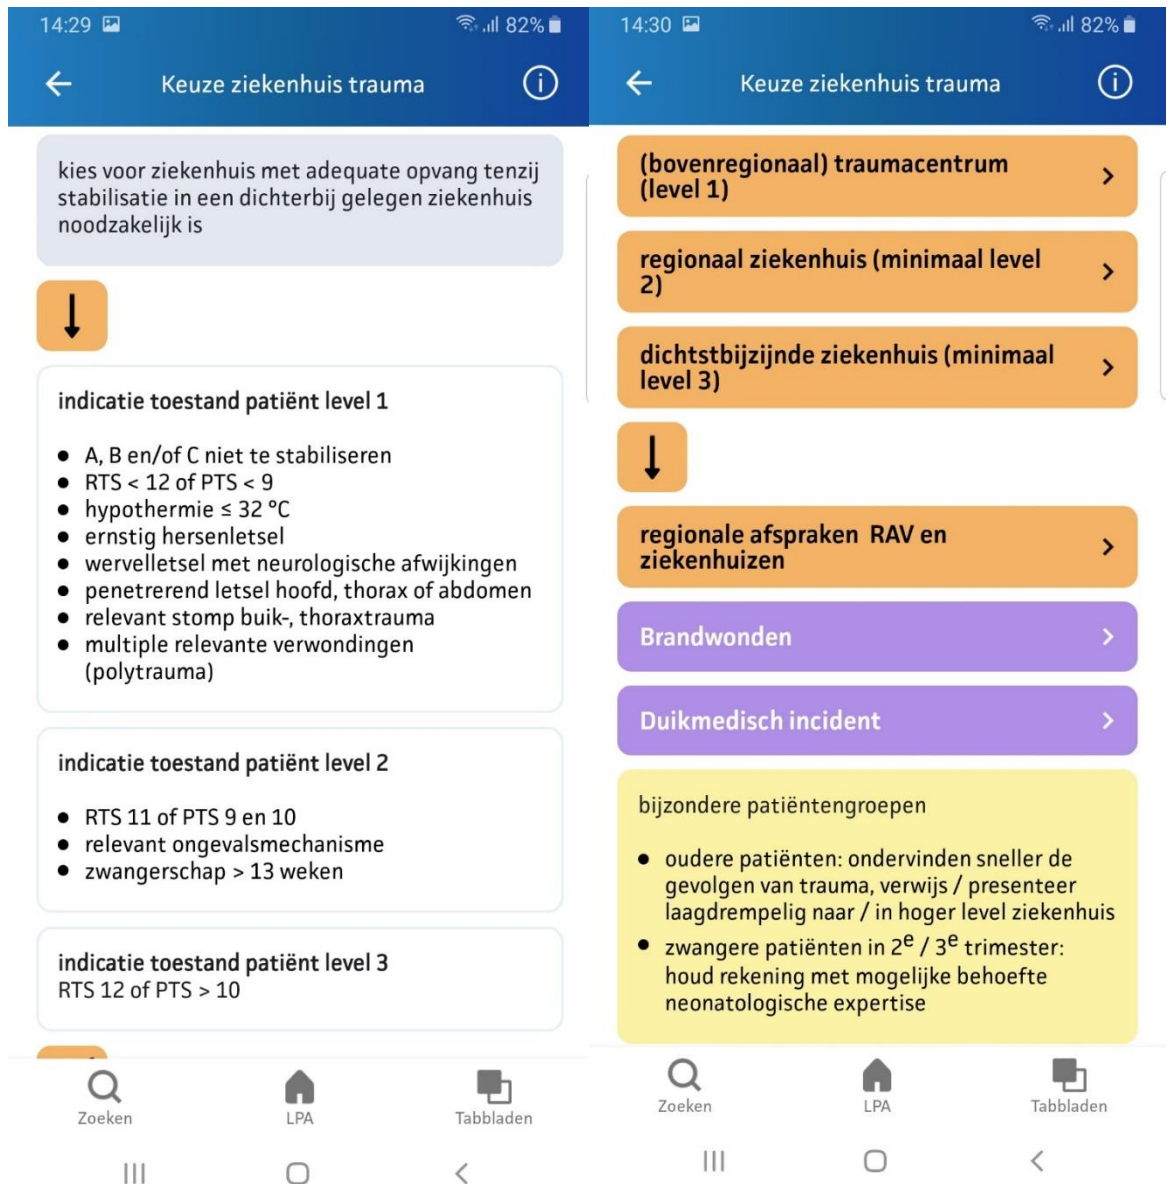 14:29
82%
Keuze ziekenhuis trauma
kies voor ziekenhuis met adequate opvang tenzij
stabilisatie in een dichterbij gelegen ziekenhuis
noodzakelijk is
indicatie toestand patiënt level 1
• A, B en/of C niet te stabiliseren
• RTS < 12 of PTS < 9
• hypothermie ≤ 32 °C
• ernstig hersenletsel
• wervelletsel met neurologische afwijkingen
• penetrerend letsel hoofd, thorax of abdomen
• relevant stomp buik-, thoraxtrauma
• multiple relevante verwondingen
(polytrauma)
indicatie toestand patiënt level 2
• RTS 11 of PTS 9 en 10
• relevant ongevalsmechanisme
• zwangerschap > 13 weken
indicatie toestand patiënt level 3
RTS 12 of PTS > 10
Zoeken
LPA
Tabbladen
14:30
82%
Keuze ziekenhuis trauma
(bovenregionaal) traumacentrum
(level 1)
regionaal ziekenhuis (minimaal level
2)
dichtstbijzijnde ziekenhuis (minimaal
level 3)
regionale afspraken RAV en
ziekenhuizen
Brandwonden
Duikmedisch incident
bijzondere patiëntengroepen
• oudere patiënten: ondervinden sneller de
gevolgen van trauma, verwijs / presenteer
laagdrempelig naar / in hoger level ziekenhuis
• zwangere patiënten in 2e / 3e trimester:
houd rekening met mogelijke behoefte
neonatologische expertise
Zoeken
LPA
Tabbladen